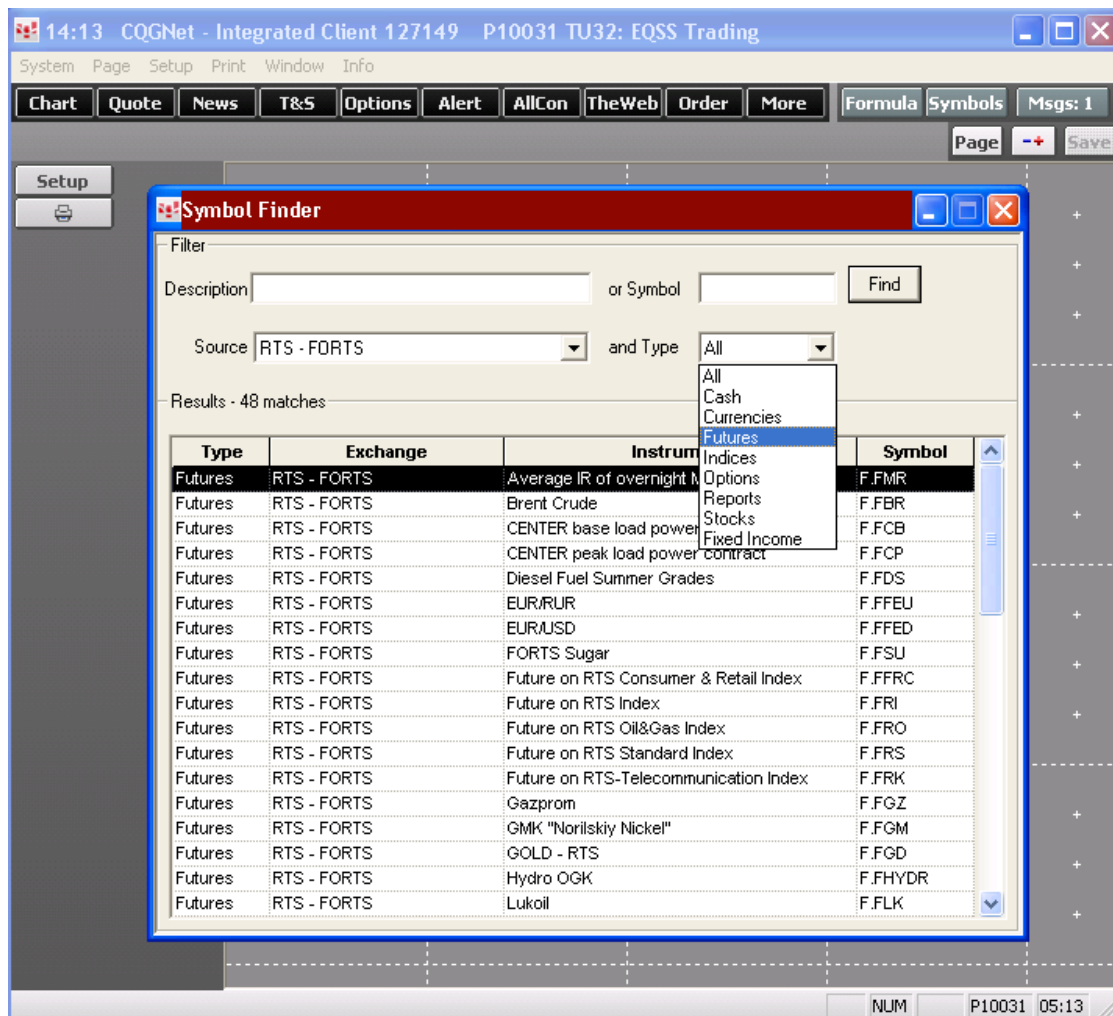 14:13 CQGNet - Integrated Client 127149 P10031 TU32: EQSS Trading
System Page Setup Print Window Info
Chart Quote News T&S Options Alert AllCon TheWeb Order More Formula Symbols Msgs: 1
Page -+ Save
Setup
Symbol Finder
Filter
Description or Symbol Find
Source RTS - FORTS and Type All
All
Cash
Currencies
Futures
Indices
Options
Reports
Stocks
Fixed Income
Results - 48 matches
Type Exchange Instrum Symbol
Futures RTS - FORTS Average IR of overnight F.FMR
Futures RTS - FORTS Brent Crude F.FBR
Futures RTS - FORTS CENTER base load power F.FCB
Futures RTS - FORTS CENTER peak load power contract F.FCP
Futures RTS - FORTS Diesel Fuel Summer Grades F.FDS
Futures RTS - FORTS EUR/RUR F.FFEU
Futures RTS - FORTS EUR/USD F.FFED
Futures RTS - FORTS FORTS Sugar F.FSU
Futures RTS - FORTS Future on RTS Consumer & Retail Index F.FFRC
Futures RTS - FORTS Future on RTS Index F.FRI
Futures RTS - FORTS Future on RTS Oil&Gas Index F.FRO
Futures RTS - FORTS Future on RTS Standard Index F.FRS
Futures RTS - FORTS Future on RTS-Telecommunication Index F.FRK
Futures RTS - FORTS Gazprom F.FGZ
Futures RTS - FORTS GMK "Norilskiy Nickel" F.FGM
Futures RTS - FORTS GOLD - RTS F.FGD
Futures RTS - FORTS Hydro OGK F.FHYDR
Futures RTS - FORTS Lukoil F.FLK
NUM P10031 05:13